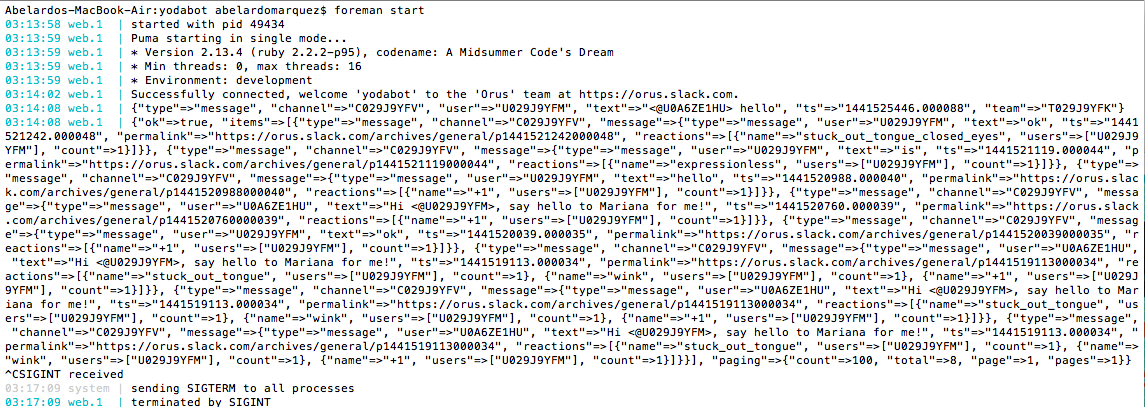 Abelardos-MacBook-Air:yodabot abelardomarquez$ foreman start
03:13:58 web.1  | started with pid 49434
03:13:59 web.1  | Puma starting in single mode...
03:13:59 web.1  | * Version 2.13.4 (ruby 2.2.2-p95), codename: A Midsummer Code's Dream
03:13:59 web.1  | * Min threads: 0, max threads: 16
03:13:59 web.1  | * Environment: development
03:14:02 web.1  | Successfully connected, welcome 'yodabot' to the 'Orus' team at https://orus.slack.com.
03:14:08 web.1  | {"type"=>"message", "channel"=>"C029J9YFV", "user"=>"U029J9YFM", "text"=>"<@U0A6ZE1HU> hello", "ts"=>"1441525446.000088", "team"=>"T029JYFK"}
03:14:08 web.1  | {"ok"=>true, "items"=>[{"type"=>"message", "channel"=>"C029J9YFV", "message"=>{"type"=>"message", "user"=>"U029J9YFM", "text"=>"ok", "ts"=>"1441
521242.000048", "permalink"=>"https://orus.slack.com/archives/general/p1441521242000048", "reactions"=>[{"name"=>"stuck_out_tongue_closed_eyes", "users"=>["U029J9
YFM"], "count"=>1}]}}, {"type"=>"message", "channel"=>"C029J9YFV", "message"=>{"type"=>"message", "user"=>"U029J9YFM", "text"=>"is", "ts"=>"1441521119.000044", "p
ermalink"=>"https://orus.slack.com/archives/general/p1441521119000044", "reactions"=>[{"name"=>"expressionless", "users"=>["U029J9YFM"], "count"=>1}]}}, {"type"=>
"message", "channel"=>"C029J9YFV", "message"=>{"type"=>"message", "user"=>"U029J9YFM", "text"=>"hello", "ts"=>"1441520988.000040", "permalink"=>"https://orus.slac
k.com/archives/general/p1441520988000040", "reactions"=>[{"name"=>"+1", "users"=>["U029J9YFM"], "count"=>1}]}}, {"type"=>"message", "channel"=>"C029J9YFV", "messa
ge"=>{"type"=>"message", "user"=>"U0A6ZE1HU", "text"=>"Hi <@U029J9YFM>, say hello to Mariana for me!", "ts"=>"1441520760.000039", "permalink"=>"https://orus.slack
.com/archives/general/p1441520760000039", "reactions"=>[{"name"=>"+1", "users"=>["U029J9YFM"], "count"=>1}]}}, {"type"=>"message", "channel"=>"C029J9YFV", "messag
e"=>{"type"=>"message", "user"=>"U029J9YFM", "text"=>"ok", "ts"=>"1441520039.000035", "permalink"=>"https://orus.slack.com/archives/general/p1441520039000035", "r
eactions"=>[{"name"=>"+1", "users"=>["U029J9YFM"], "count"=>1}]}}, {"type"=>"message", "channel"=>"C029J9YFV", "message"=>{"type"=>"message", "user"=>"U0A6ZE1HU",
 "text"=>"Hi <@U029J9YFM>, say hello to Mariana for me!", "ts"=>"1441519113.000034", "permalink"=>"https://orus.slack.com/archives/general/p1441519113000034", "re
actions"=>[{"name"=>"stuck_out_tongue", "users"=>["U029J9YFM"], "count"=>1}, {"name"=>"wink", "users"=>["U029J9YFM"], "count"=>1}, {"name"=>"+1", "users"=>["U029J
9YFM"], "count"=>1}]}}, {"type"=>"message", "channel"=>"C029J9YFV", "message"=>{"type"=>"message", "user"=>"U0A6ZE1HU", "text"=>"Hi <@U029J9YFM>, say hello to Mar
iana for me!", "ts"=>"1441519113.000034", "permalink"=>"https://orus.slack.com/archives/general/p1441519113000034", "reactions"=>[{"name"=>"stuck_out_tongue", "us
ers"=>["U029J9YFM"], "count"=>1}, {"name"=>"wink", "users"=>["U029J9YFM"], "count"=>1}, {"name"=>"+1", "users"=>["U029J9YFM"], "count"=>1}]}}, {"type"=>"message",
 "channel"=>"C029J9YFV", "message"=>{"type"=>"message", "user"=>"U0A6ZE1HU", "text"=>"Hi <@U029J9YFM>, say hello to Mariana for me!", "ts"=>"1441519113.000034", "
permalink"=>"https://orus.slack.com/archives/general/p1441519113000034", "reactions"=>[{"name"=>"stuck_out_tongue", "users"=>["U029J9YFM"], "count"=>1}, {"name"=>
"wink", "users"=>["U029J9YFM"], "count"=>1}, {"name"=>"+1", "users"=>["U029J9YFM"], "count"=>1}]}}], "paging"=>{"count"=>100, "total"=>8, "page"=>1, "pages"=>1}}
^CSIGINT received
03:17:09 system | sending SIGTERM to all processes
03:17:09 web.1  | terminated by SIGINT